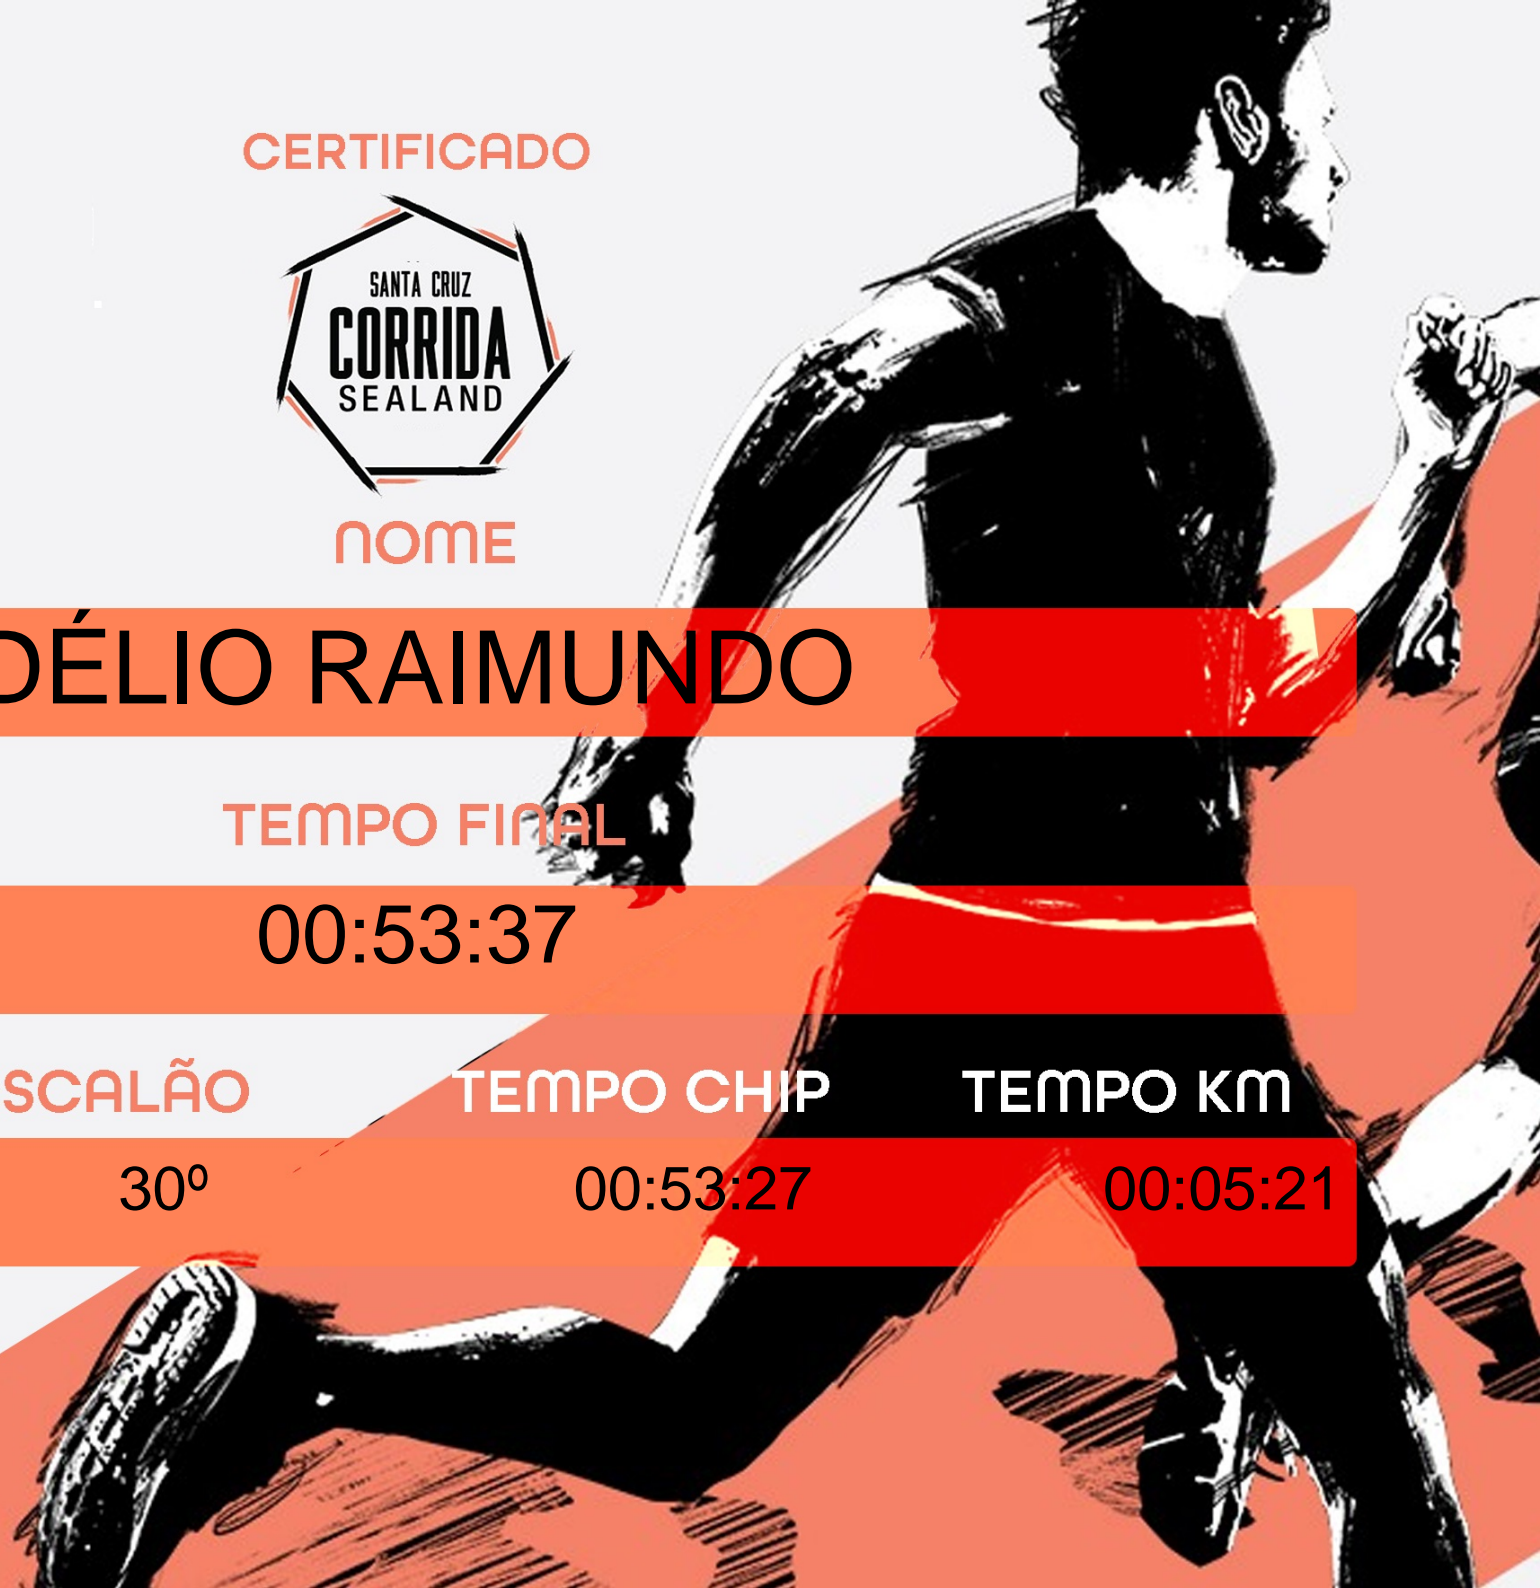 CERTIFICADO
SANTA CRUZ
CORRIDA
SEALAND
NOME
DÉLIO RAIMUNDO
TEMPO FINAL
00:53:37
SCALÃO TEMPO CHIP TEMPO KM
30º 00:53:27 00:05:21